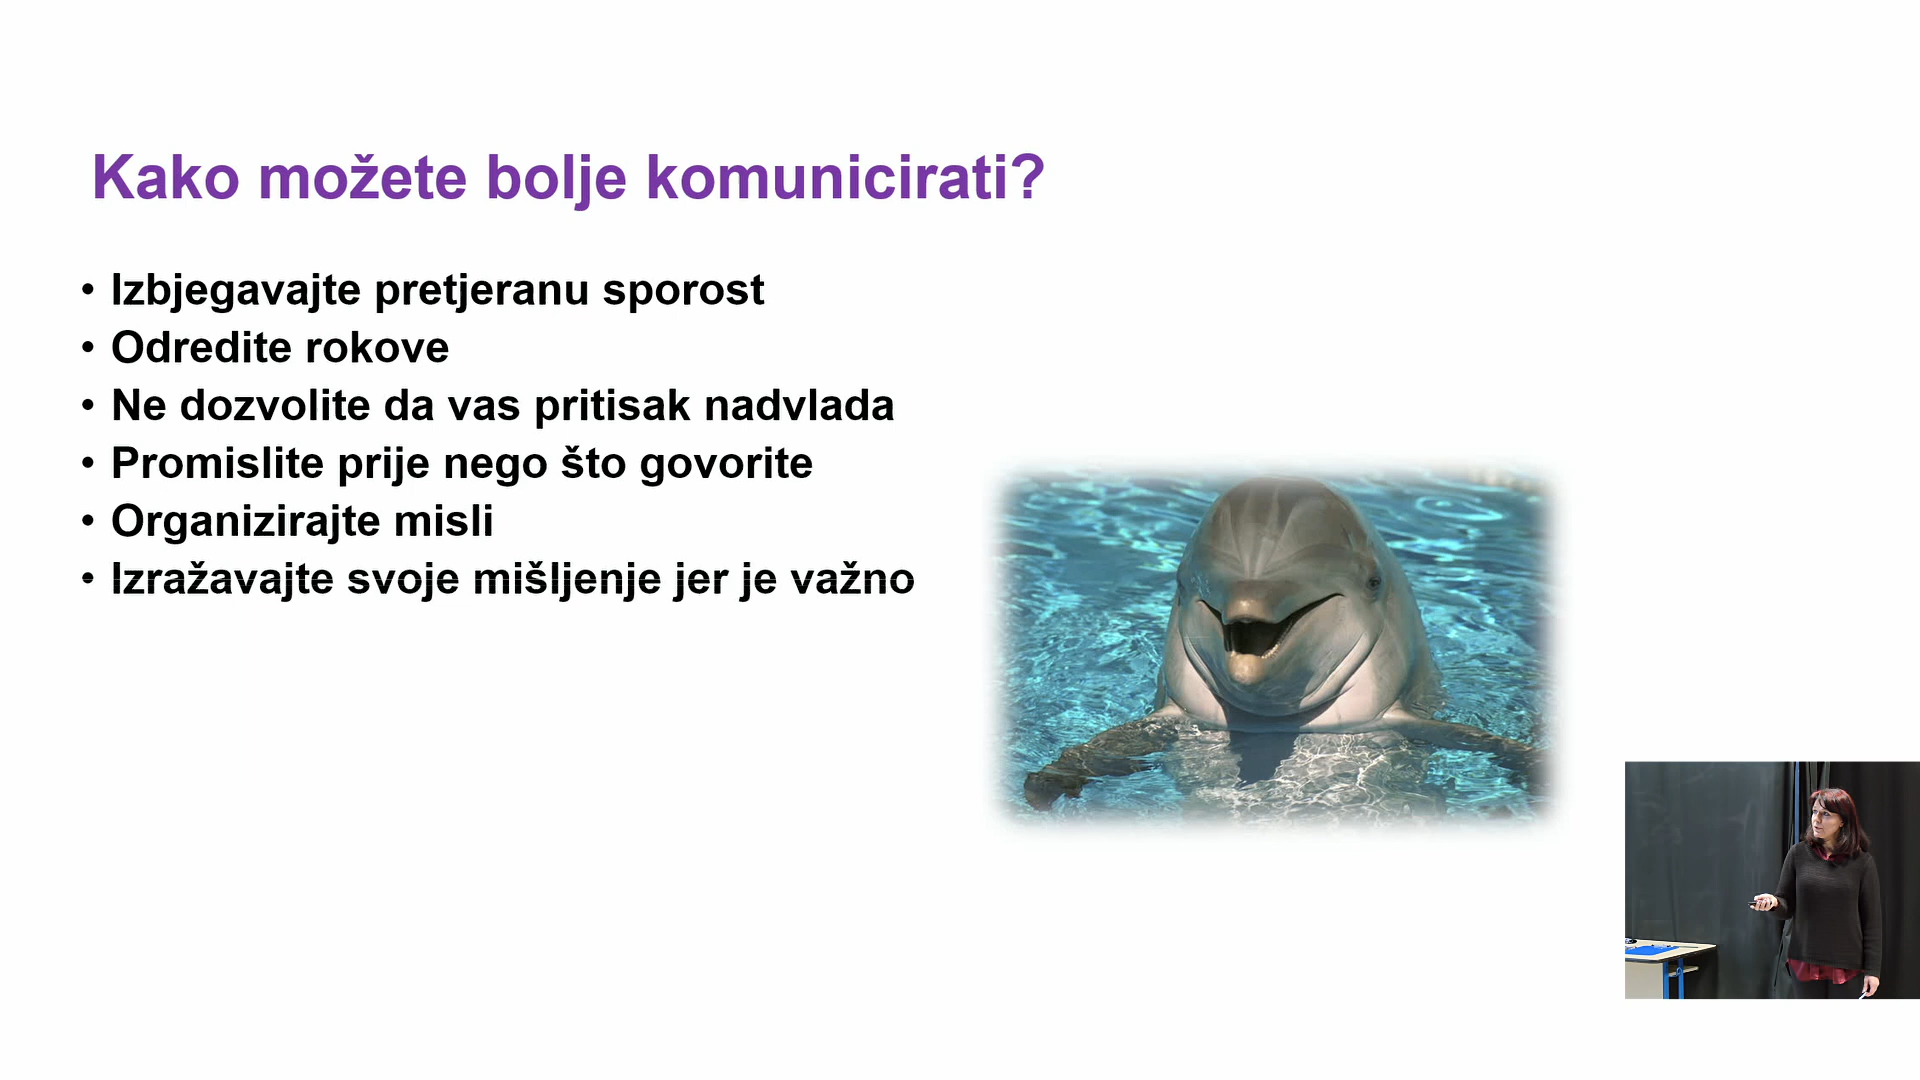 Kako možete bolje komunicirati?
• Izbjegavajte pretjeranu sporost
• Odredite rokove
• Ne dozvolite da vas pritisak nadvlada
• Promislite prije nego što govorite
• Organizirajte misli
• Izražavajte svoje mišljenje jer je važno